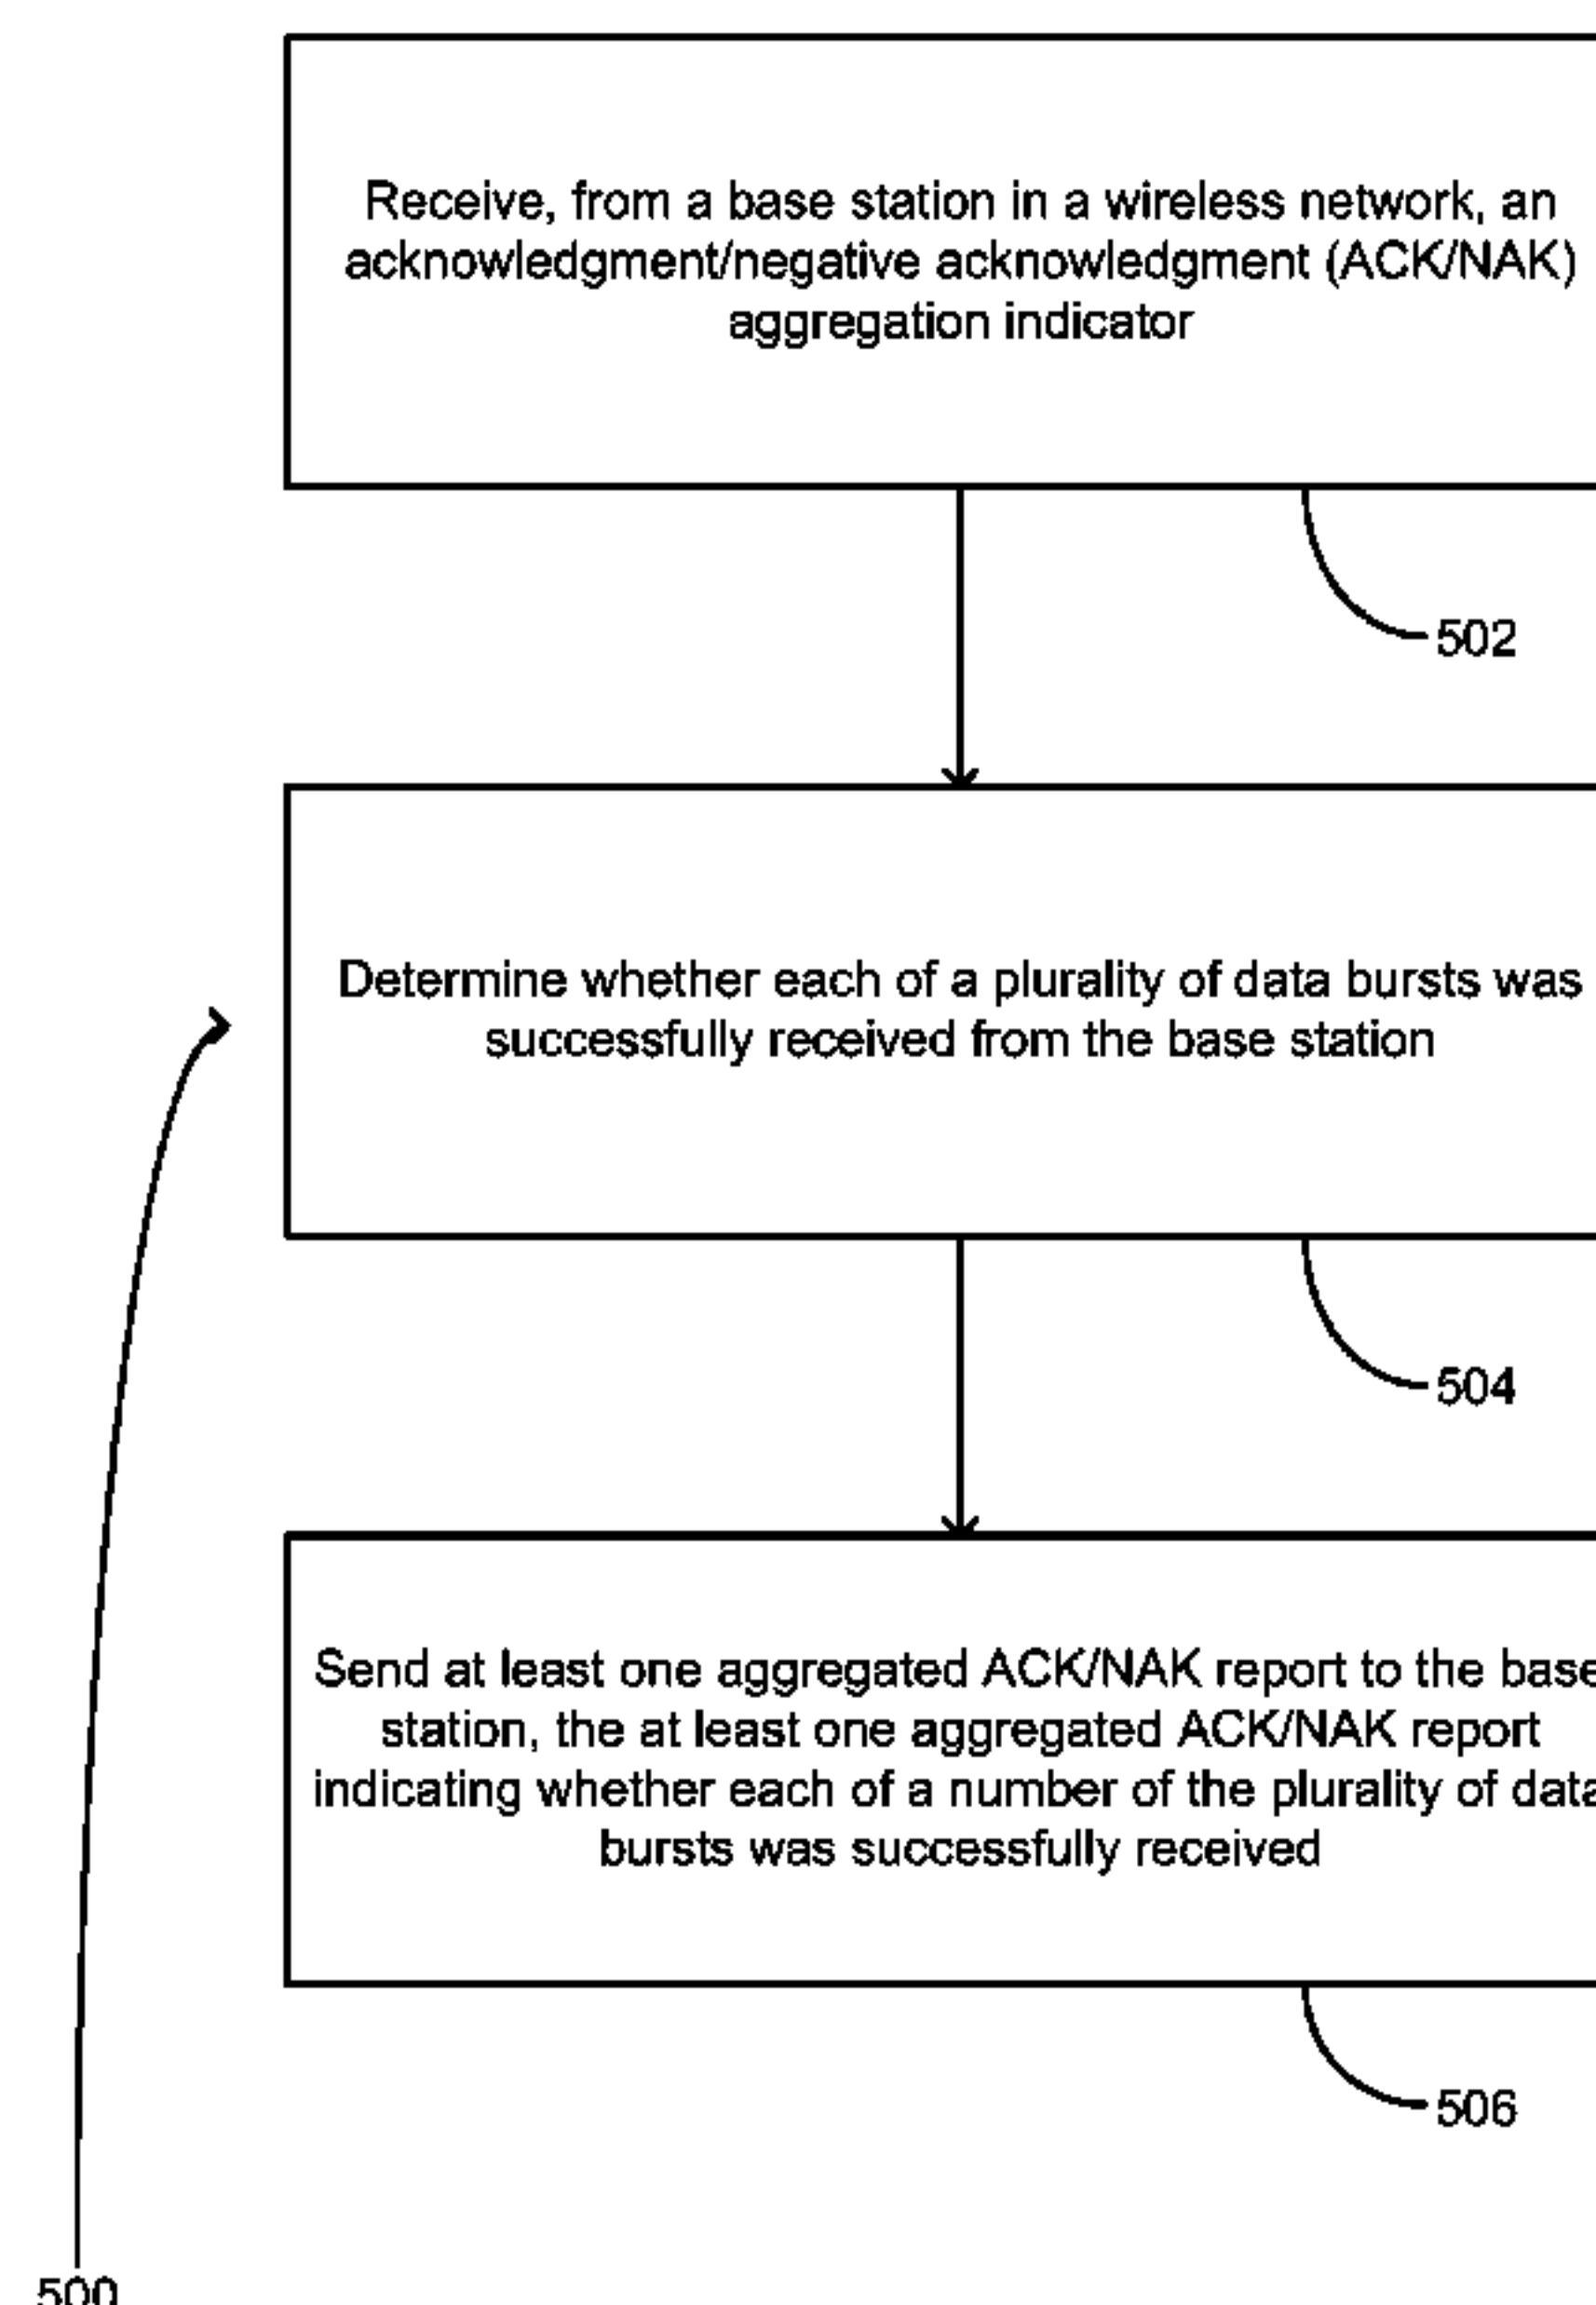 Receive, from a base station in a wireless network, an
acknowledgment/negative acknowledgment (ACK/NAK)
aggregation indicator
502
Determine whether each of a plurality of data bursts was
successfully received from the base station
504
Send at least one aggregated ACK/NAK report to the base
station, the at least one aggregated ACK/NAK report
indicating whether each of a number of the plurality of data
bursts was successfully received
506
500